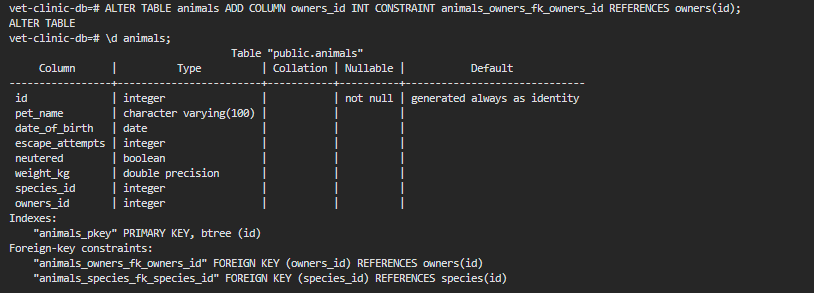 vet-clinic-db=# ALTER TABLE animals ADD COLUMN owners_id INT CONSTRAINT animals_owners_fk_owners_id REFERENCES owners(id);
ALTER TABLE
vet-clinic-db=# \d animals;
                                  Table "public.animals"
     Column      |          Type          | Collation | Nullable |           Default
-----------------+------------------------+-----------+----------+------------------------------
 id              | integer                |           | not null | generated always as identity
 pet_name        | character varying(100) |           |          |
 date_of_birth   | date                   |           |          |
 escape_attempts | integer                |           |          |
 neutered        | boolean                |           |          |
 weight_kg       | double precision       |           |          |
 species_id      | integer                |           |          |
 owners_id       | integer                |           |          |
Indexes:
    "animals_pkey" PRIMARY KEY, btree (id)
Foreign-key constraints:
    "animals_owners_fk_owners_id" FOREIGN KEY (owners_id) REFERENCES owners(id)
    "animals_species_fk_species_id" FOREIGN KEY (species_id) REFERENCES species(id)